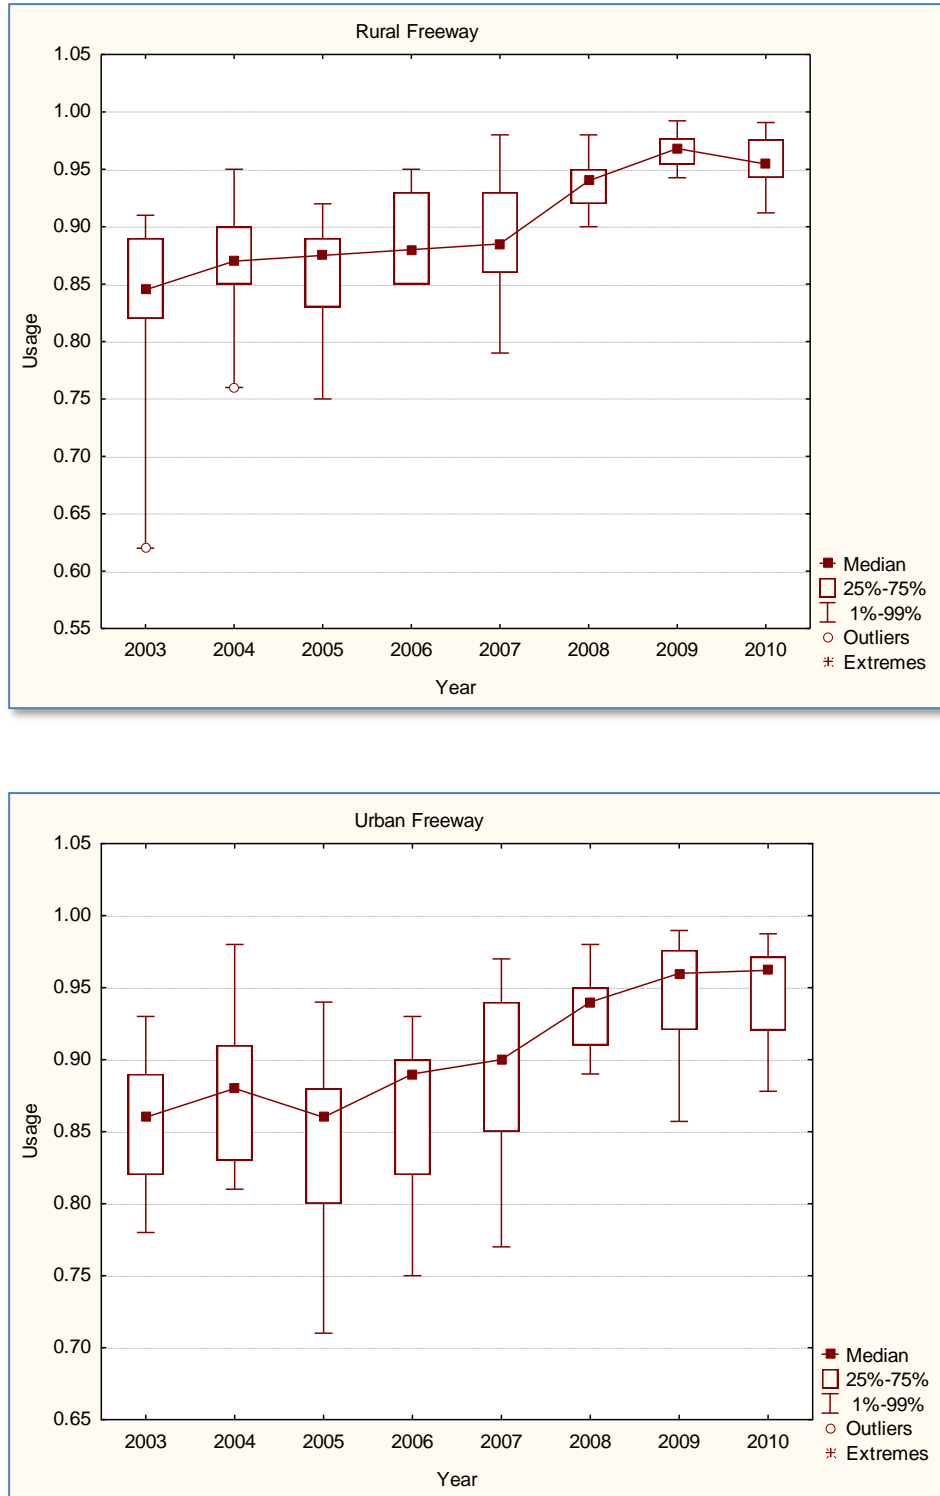 Rural Freeway
1.05
1.00
0.95
0.90
0.85
0.80
0.75
0.70
0.65
0.60
0.55
Usage
2003 2004 2005 2006 2007 2008 2009 2010
Year
Median
25%-75%
1%-99%
Outliers
Extremes
Urban Freeway
1.05
1.00
0.95
0.90
0.85
0.80
0.75
0.70
0.65
Usage
2003 2004 2005 2006 2007 2008 2009 2010
Year
Median
25%-75%
1%-99%
Outliers
Extremes